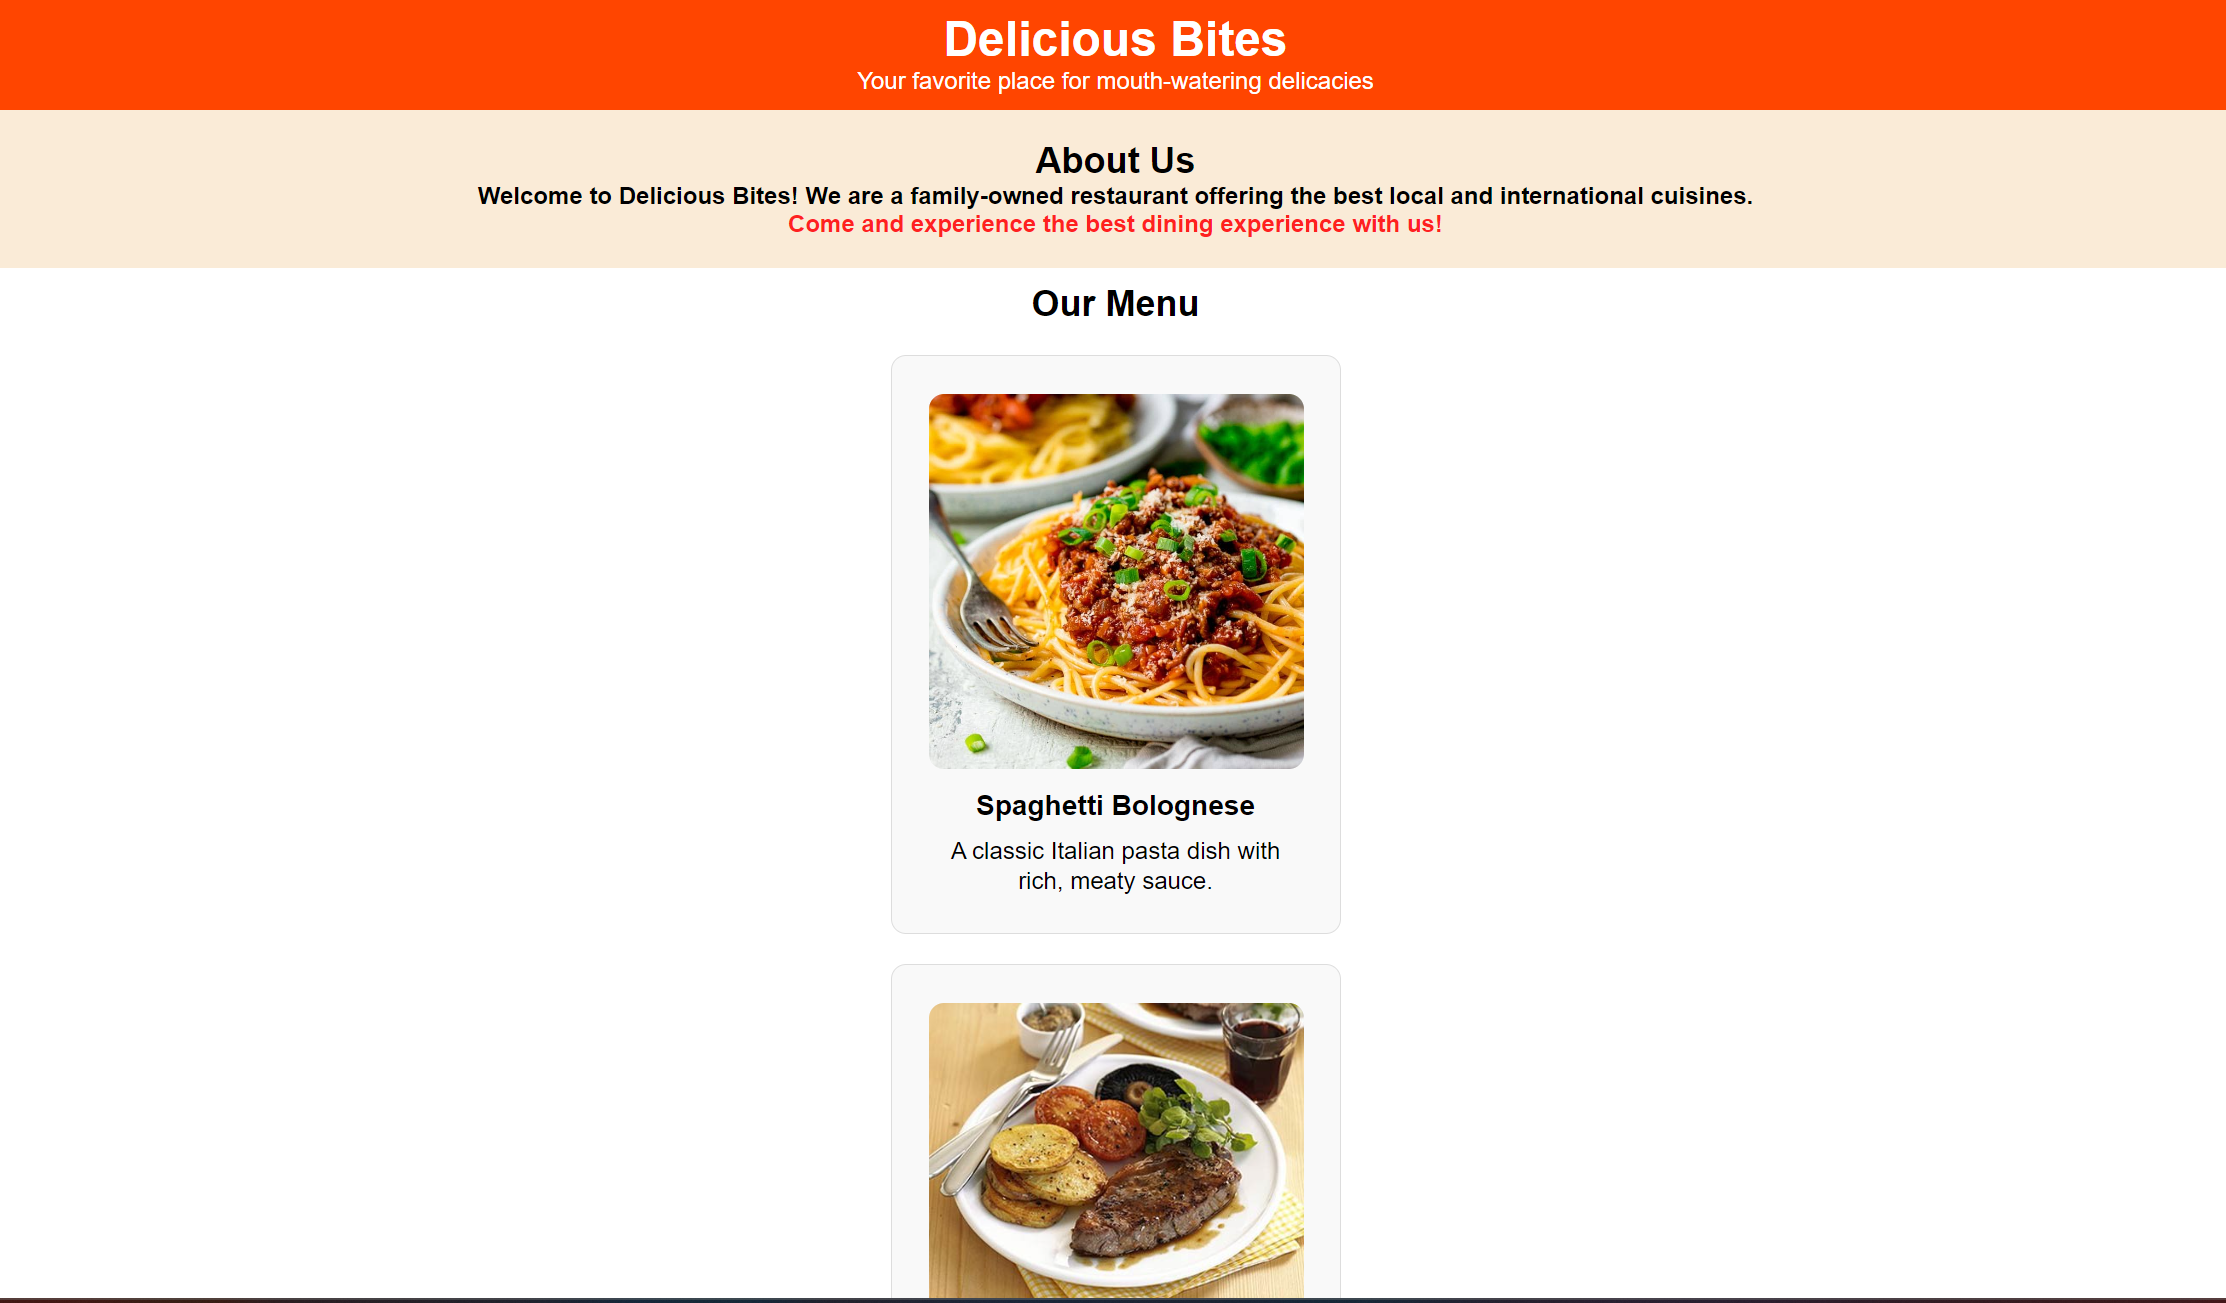 Delicious Bites
Your favorite place for mouth-watering delicacies
About Us
Welcome to Delicious Bites! We are a family-owned restaurant offering the best local and international cuisines.
Come and experience the best dining experience with us!
Our Menu
Spaghetti Bolognese
A classic Italian pasta dish with
rich, meaty sauce.